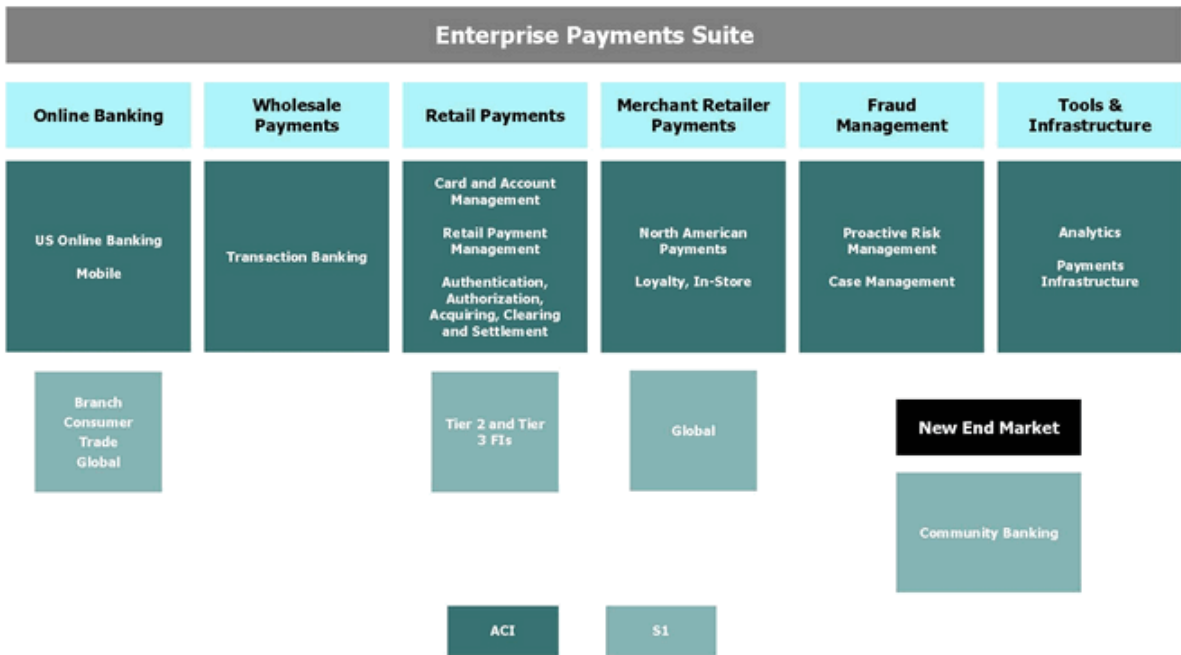 Enterprise Payments Suite
Online Banking
Wholesale
Payments
Retail Payments
Merchant Retailer
Payments
Fraud
Management
Tools &
Infrastructure
US Online Banking
Mobile
Transaction Banking
Card and Account
Management
Retail Payment
Management
Authentication,
Authorization,
Acquiring, Clearing
and Settlement
North American
Payments
Loyalty, In-Store
Proactive Risk
Management
Case Management
Analytics
Payments
Infrastructure
Branch
Consumer
Trade
Global
Tier 2 and Tier
3 FIs
Global
New End Market
Community Banking
ACI
S1